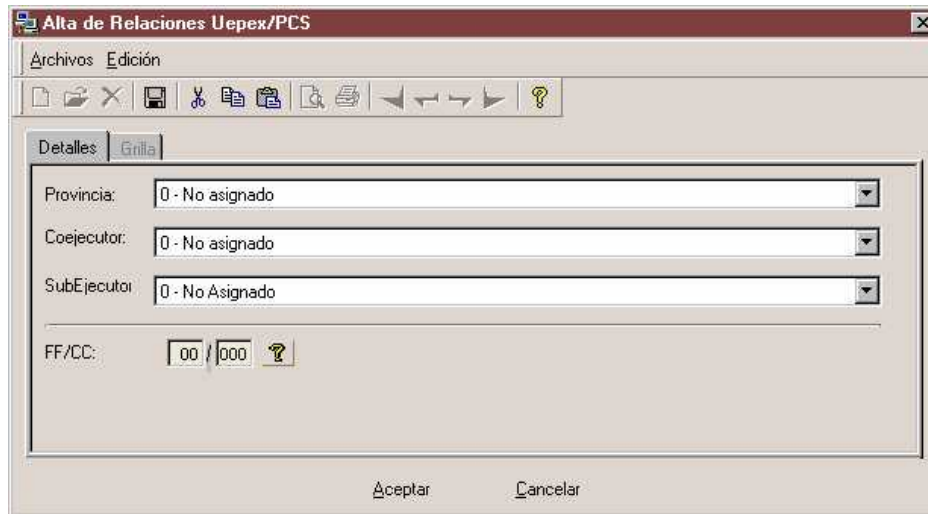 Alta de Relaciones Uepex/PCS
Archivos Edición
Detalles Grilla
Provincia: 0 - No asignado
Coejecutor: 0 - No asignado
SubEjecutor 0 - No Asignado
FF/CC: 00 / 000
Aceptar Cancelar